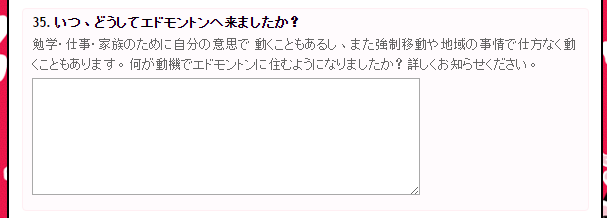 35. いつ、どうしてエドモントンへ来ましたか？
勉学・仕事・家族のために自分の意思で 動くこともあるし、また強制移動や地域の事情で仕方なく動
くこともあります。何が動機でエドモントンに住むようになりましたか？詳しくお知らせください。